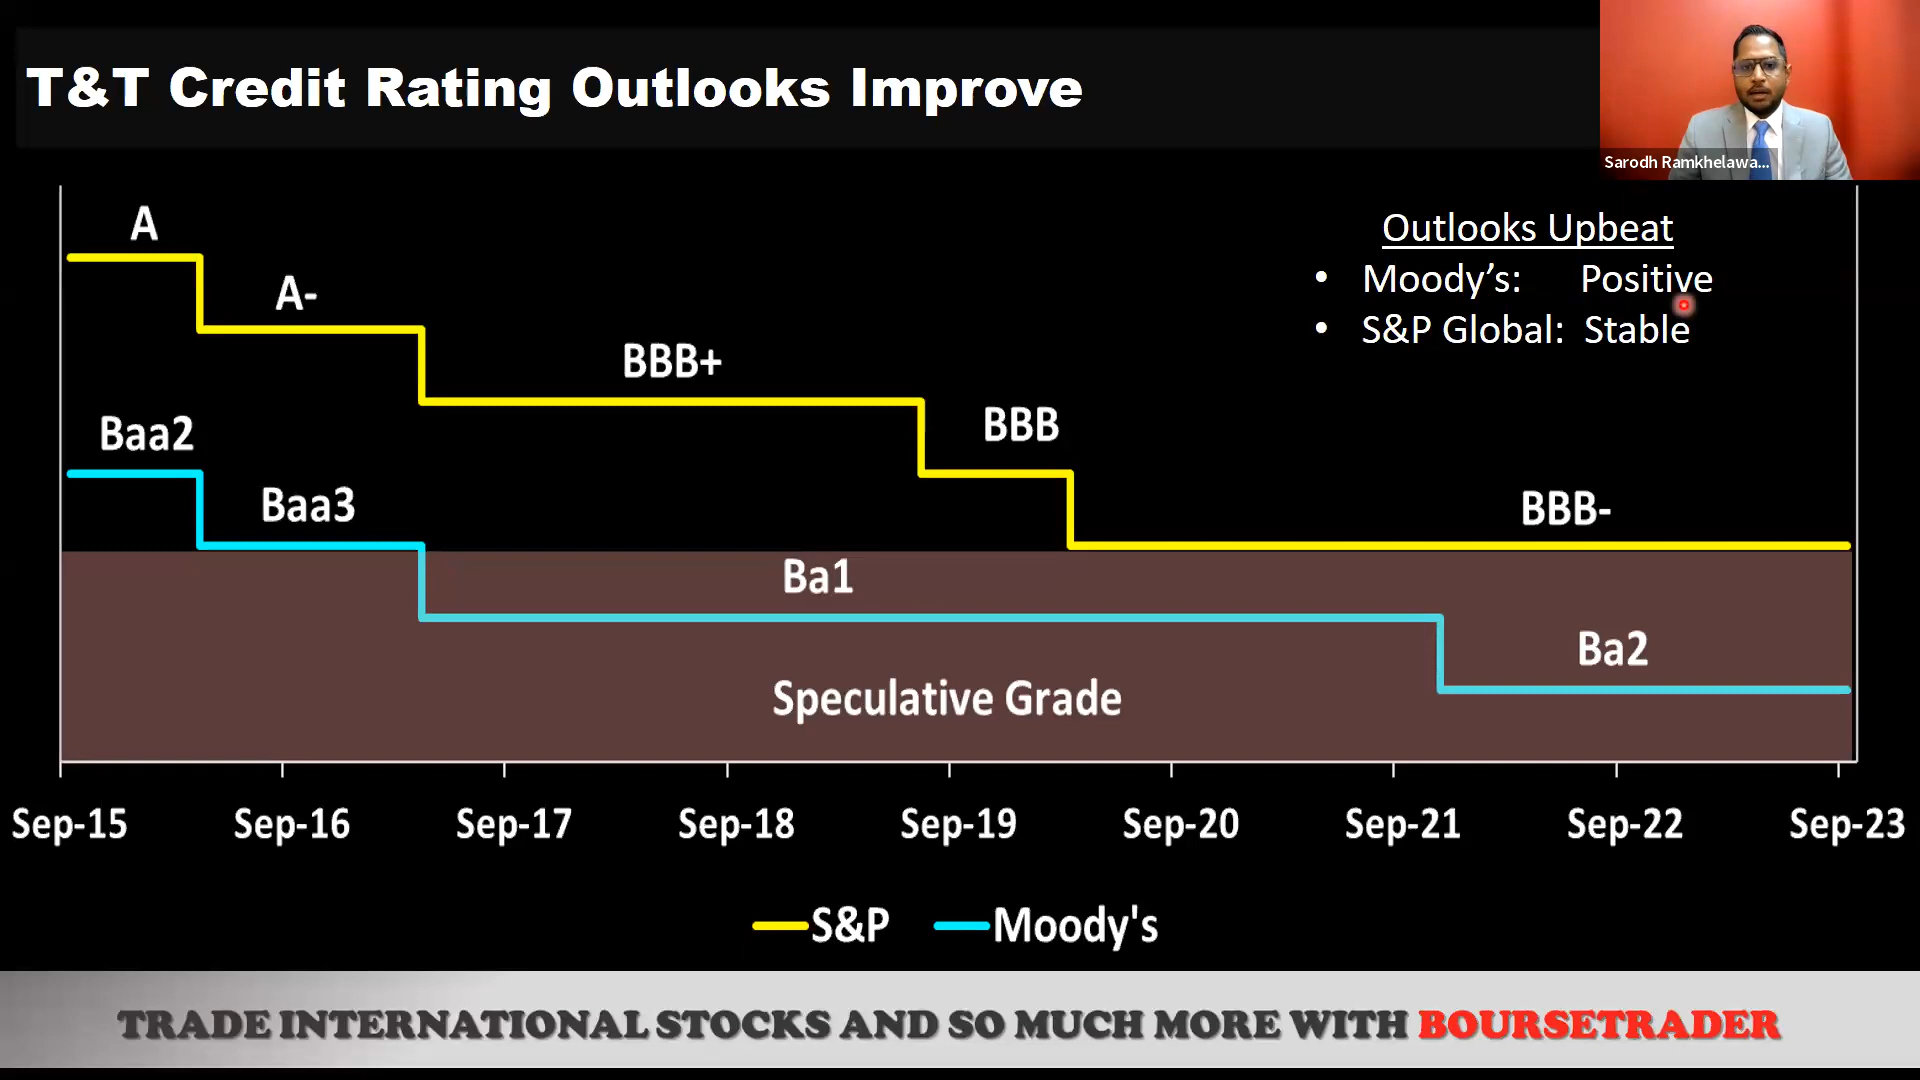 T&T Credit Rating Outlooks Improve
Sarodh Ramkhelawa...
Outlooks Upbeat
• Moody's: Positive
• S&P Global: Stable
A
A-
BBB+
BBB
BBB-
Baa2
Baa3
Ba1
Ba2
Speculative Grade
Sep-15 Sep-16 Sep-17 Sep-18 Sep-19 Sep-20 Sep-21 Sep-22 Sep-23
S&P Moody's
TRADE INTERNATIONAL STOCKS AND SO MUCH MORE WITH BOURSETRADER